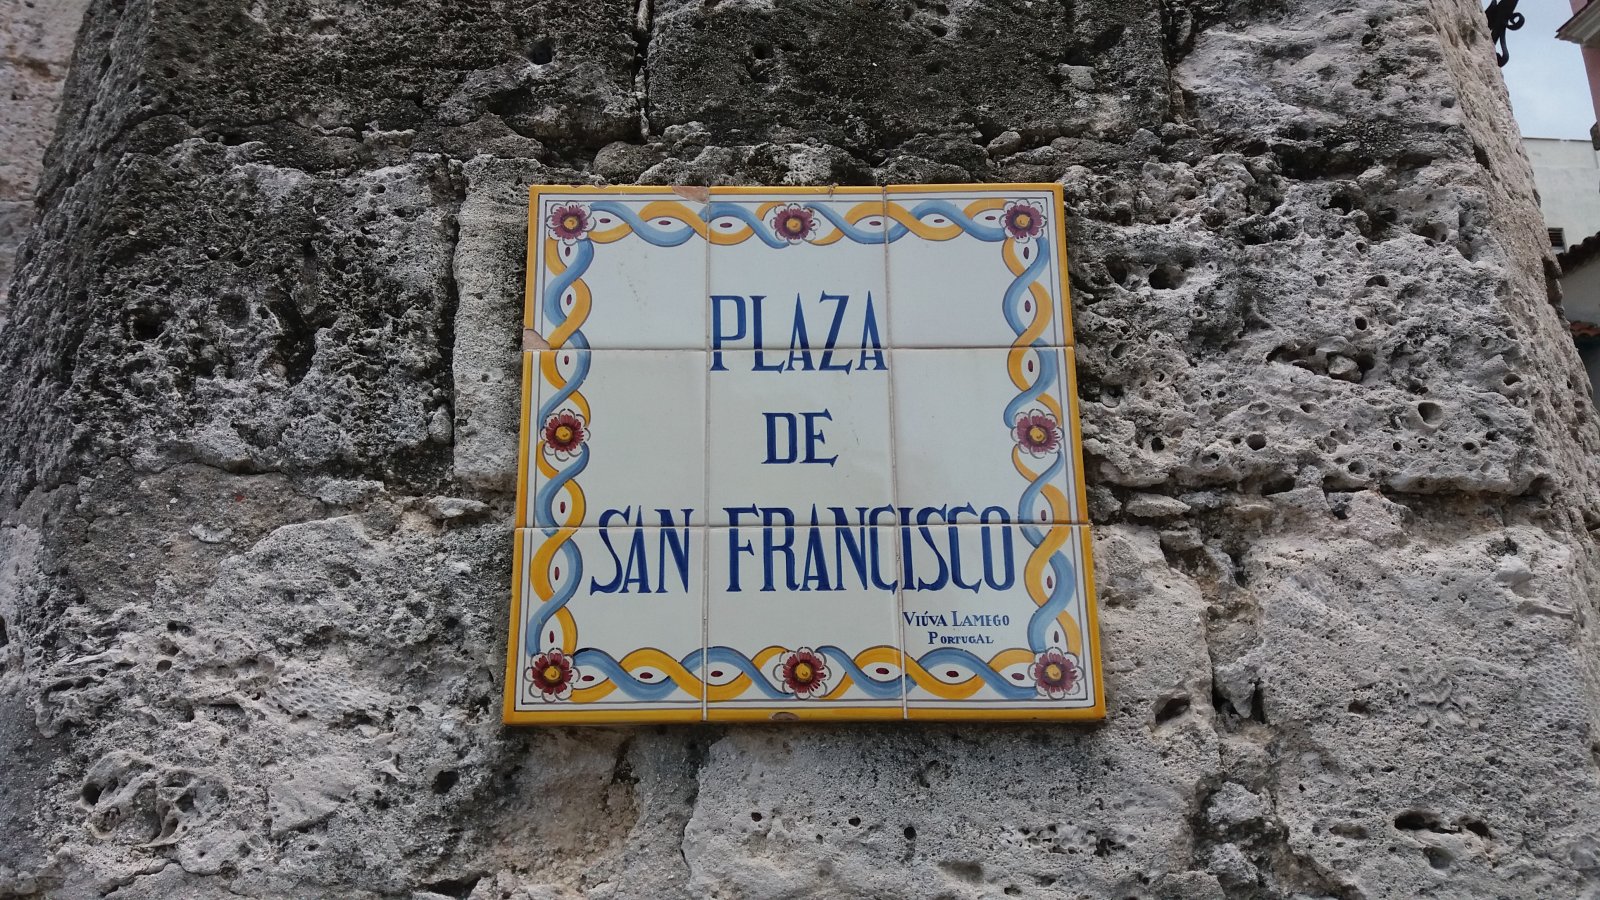 PLAZA
DE
SAN FRANCISCO
VIÚVA LAMEGO
PORTUGAL